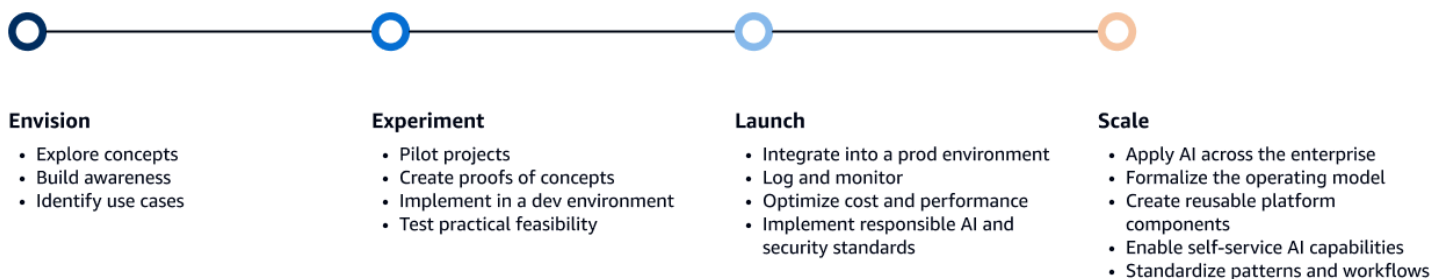 Envision
• Explore concepts
• Build awareness
• Identify use cases
Experiment
• Pilot projects
• Create proofs of concepts
• Implement in a dev environment
• Test practical feasibility
Launch
• Integrate into a prod environment
• Log and monitor
• Optimize cost and performance
• Implement responsible AI and
security standards
Scale
• Apply AI across the enterprise
• Formalize the operating model
• Create reusable platform
components
• Enable self-service AI capabilities
• Standardize patterns and workflows